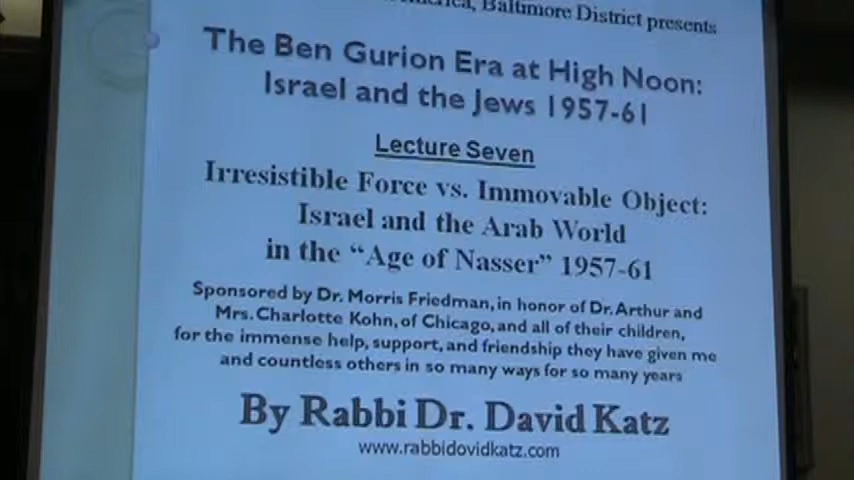 America, Baltimore District presents
The Ben Gurion Era at High Noon:
Israel and the Jews 1957-61
Lecture Seven
Irresistible Force vs. Immovable Object:
Israel and the Arab World
in the “Age of Nasser” 1957-61
Sponsored by Dr. Morris Friedman, in honor of Dr. Arthur and
Mrs. Charlotte Kohn, of Chicago, and all of their children,
for the immense help, support, and friendship they have given me
and countless others in so many ways for so many years
By Rabbi Dr. David Katz
www.rabbidovidkatz.com